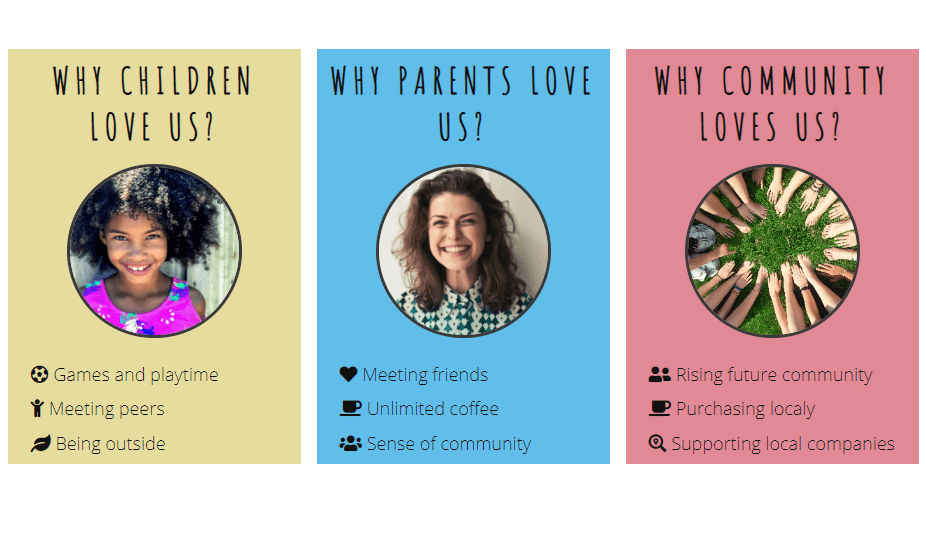 WHY CHILDREN
LOVE US?
Games and playtime
Meeting peers
Being outside
WHY PARENTS LOVE
US?
Meeting friends
Unlimited coffee
Sense of community
WHY COMMUNITY
LOVES US?
Rising future community
Purchasing localy
Supporting local companies